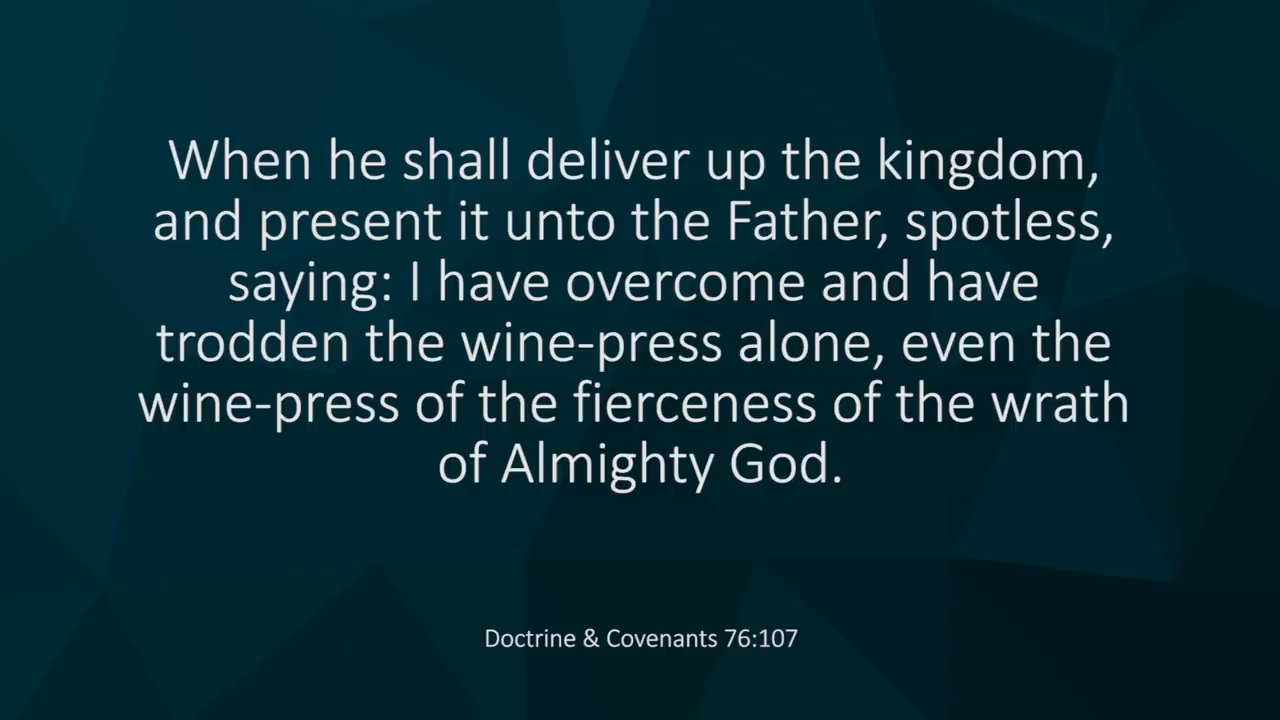 When he shall deliver up the kingdom,
and present it unto the Father, spotless,
saying: I have overcome and have
trodden the wine-press alone, even the
wine-press of the fierceness of the wrath
of Almighty God.
Doctrine & Covenants 76:107